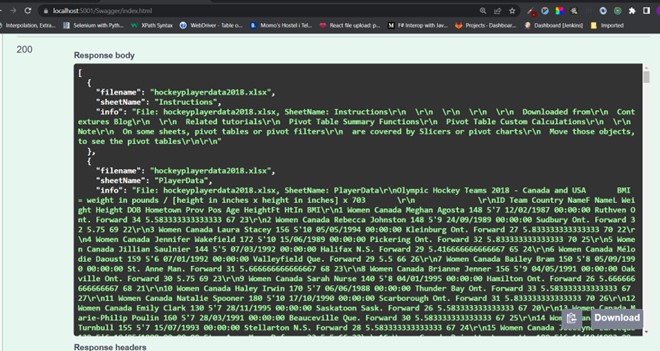 localhost:5001/Swagger/index.html
Interpolation, Extra... Selenium with Pyth... XPath Syntax WebDriver - Table o... Momo's Hostel | Tel... React file upload: p... F# Interop with Jav... Projects - Dashboar... Dashboard [Jenkins] Imported
200
Response body
[
{
"filename": "hockeyplayerdata2018.xlsx",
"sheetName": "Instructions",
"info": "File: hockeyplayerdata2018.xlsx, SheetName: Instructions\r\n \r\n \r\n \r\n \r\n Downloaded from\r\n Cont
extures Blog\r\n \r\n Related tutorials\r\n Pivot Table Summary Functions\r\n Pivot Table Custom Calculations\r\n \r\n
Note\r\n On some sheets, pivot tables or pivot filters\r\n are covered by Slicers or pivot charts\r\n Move those objects,
to see the pivot tables\r\n\r\n"
},
{
"filename": "hockeyplayerdata2018.xlsx",
"sheetName": "PlayerData",
"info": "File: hockeyplayerdata2018.xlsx, SheetName: PlayerData\r\nOlympic Hockey Teams 2018 - Canada and USA BMI
= weight in pounds / [height in inches x height in inches] x 703 \r\n \r\nID Team Country NameF NameL Wei
ght Height DOB Hometown Prov Pos Age HeightFt HtIn BMI\r\n1 Women Canada Meghan Agosta 148 5'7 12/02/1987 00:00:00 Ruthven O
nt. Forward 34 5.58333333333333 67 23\r\n2 Women Canada Rebecca Johnston 148 5'9 24/09/1989 00:00:00 Sudbury Ont. Forward 3
2 5.75 69 22\r\n3 Women Canada Laura Stacey 156 5'10 05/05/1994 00:00:00 Kleinburg Ont. Forward 27 5.83333333333333 70 22
\r\n4 Women Canada Jennifer Wakefield 172 5'10 15/06/1989 00:00:00 Pickering Ont. Forward 32 5.83333333333333 70 25\r\n5 Wome
n Canada Jillian Saulnier 144 5'5 07/03/1992 00:00:00 Halifax N.S. Forward 29 5.41666666666667 65 24\r\n6 Women Canada Mélo
die Daoust 159 5'6 07/01/1992 00:00:00 Valleyfield Que. Forward 29 5.5 66 26\r\n7 Women Canada Bailey Bram 150 5'8 05/09/19
90 00:00:00 St. Anne Man. Forward 31 5.66666666666667 68 23\r\n8 Women Canada Brianne Jenner 156 5'9 04/05/1991 00:00:00 Oak
ville Ont. Forward 30 5.75 69 23\r\n9 Women Canada Sarah Nurse 140 5'8 04/01/1995 00:00:00 Hamilton Ont. Forward 26 5.6666
6666666667 68 21\r\n10 Women Canada Haley Irwin 170 5'7 06/06/1988 00:00:00 Thunder Bay Ont. Forward 33 5.58333333333333 67
27\r\n11 Women Canada Natalie Spooner 180 5'10 17/10/1990 00:00:00 Scarborough Ont. Forward 31 5.83333333333333 70 26\r\n12
Women Canada Emily Clark 130 5'7 28/11/1995 00:00:00 Saskatoon Sask. Forward 26 5.58333333333333 67 20\r\n13 Women Canada M
arie-Philip Poulin 160 5'7 28/03/1991 00:00:00 Beauceville Que. Forward 30 5.58333333333333 67 25\r\n14 Women Canada
Turnbull 155 5'7 15/07/1993 00:00:00 Stellarton N.S. Forward 28 5.58333333333333 67 24\r\n15 Women Canada
Download
Response headers